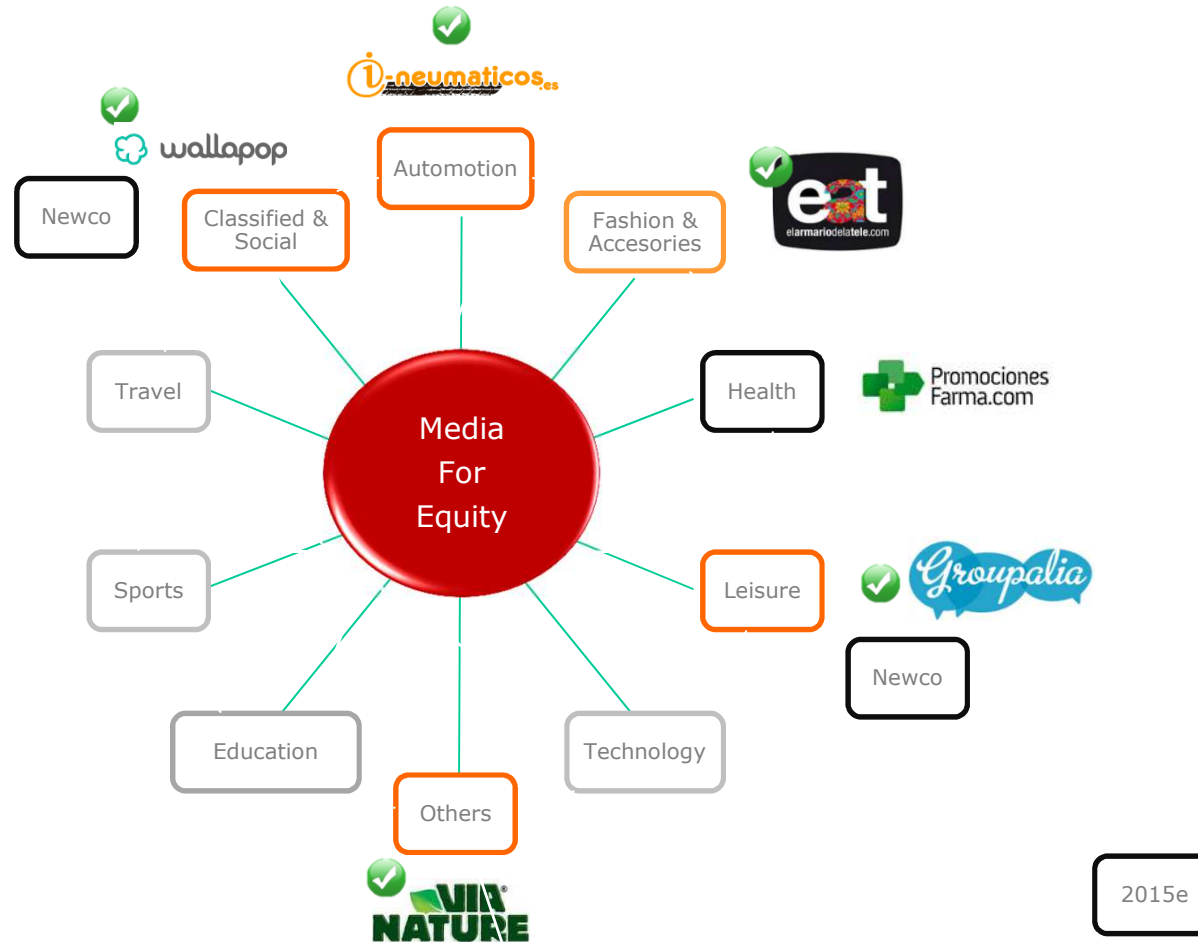 i-neumaticos.es
wallapop
Newco
Classified &
Social
Automotion
Fashion &
Accesories
eat
elarmariodelatele.com
Travel
Media
For
Equity
Health
Promociones
Farma.com
Sports
Leisure
Groupalia
Newco
Education
Technology
Others
VIA
NATURE
2015e